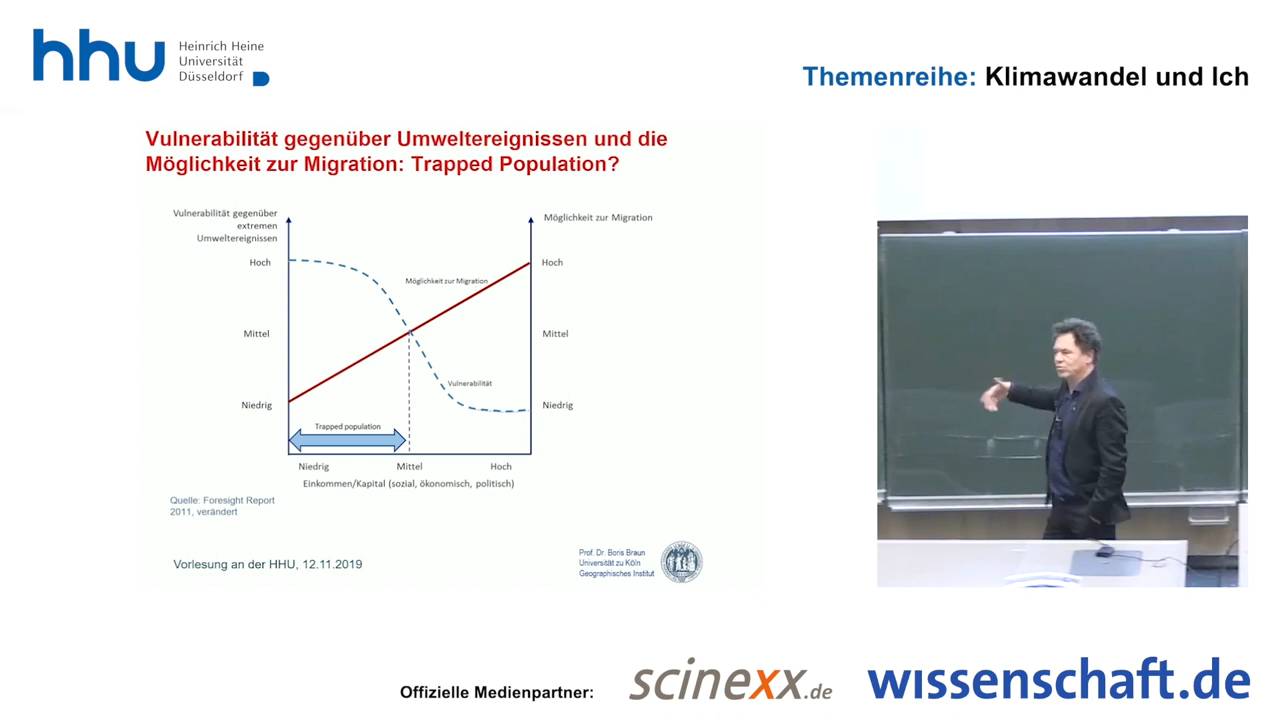 hhu Heinrich Heine
Universität
Düsseldorf
Themenreihe: Klimawandel und Ich
Vulnerabilität gegenüber Umweltereignissen und die
Möglichkeit zur Migration: Trapped Population?
Vulnerabilität gegenüber
extremen
Umweltereignissen
Möglichkeit zur Migration
Hoch
Möglichkeit zur Migration
Hoch
Mittel
Mittel
Vulnerabilität
Niedrig
Niedrig
Trapped population
Niedrig Mittel Hoch
Einkommen/Kapital (sozial, ökonomisch, politisch)
Quelle: Foresight Report
2011, verändert
Vorlesung an der HHU, 12.11.2019
Prof. Dr. Boris Braun
Universität zu Köln
Geographisches Institut
Offizielle Medienpartner:
scinexx.de
wissenschaft.de